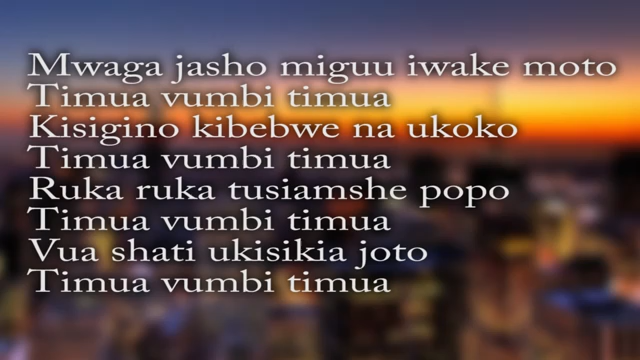 Mwaga jasho miguu iwake moto
Timua vumbi timua
Kisigino kibebwe na ukoko
Timua vumbi timua
Ruka ruka tusiamshe popo
Timua vumbi timua
Vua shati ukisikia joto
Timua vumbi timua